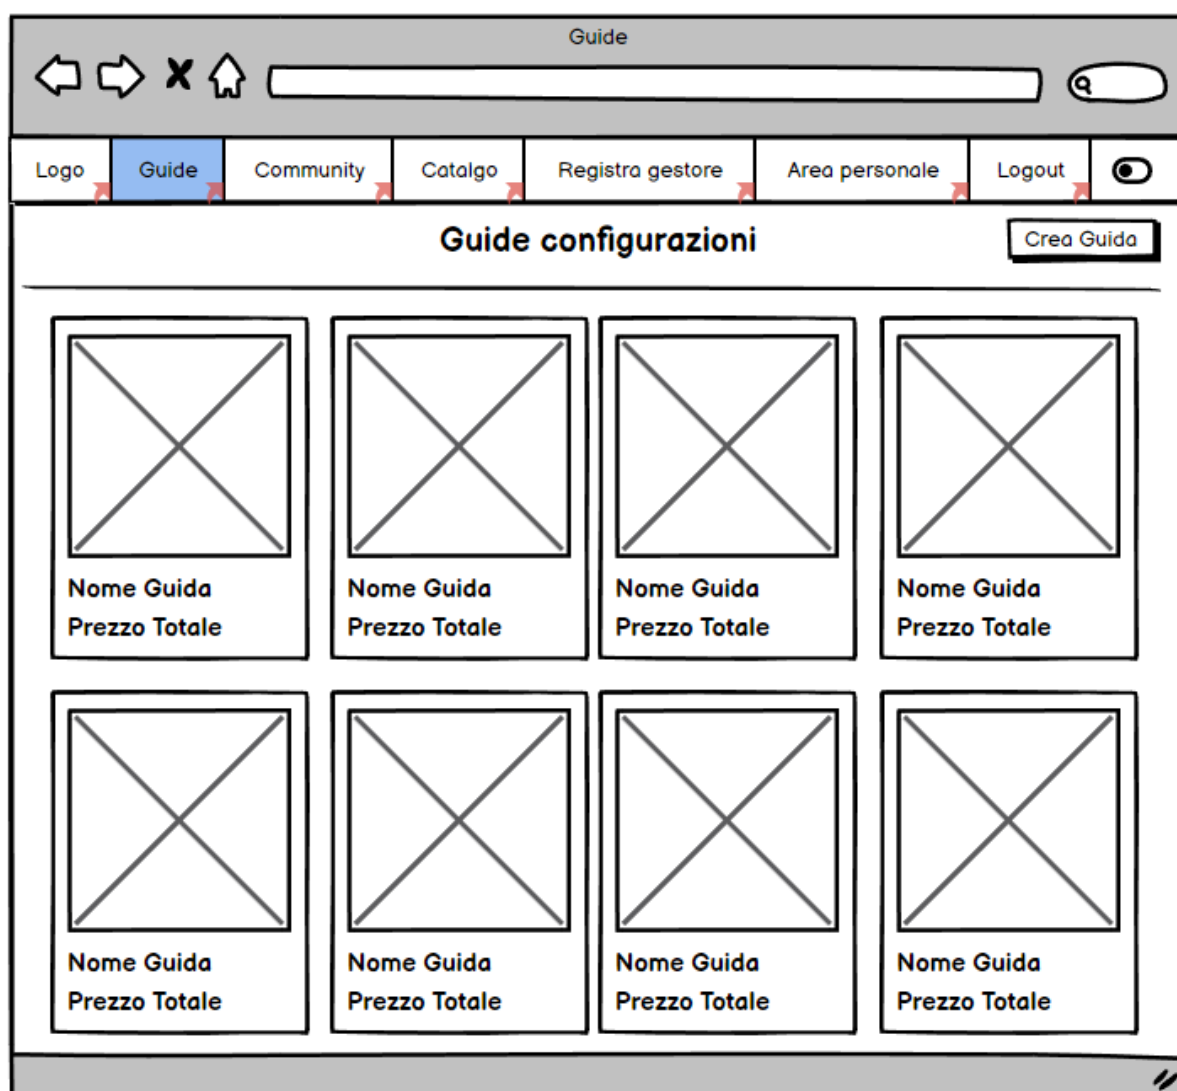 Guide
Logo Guide Community Catalgo Registra gestore Area personale Logout
Guide configurazioni Crea Guida
Nome Guida Nome Guida Nome Guida Nome Guida
Prezzo Totale Prezzo Totale Prezzo Totale Prezzo Totale
Nome Guida Nome Guida Nome Guida Nome Guida
Prezzo Totale Prezzo Totale Prezzo Totale Prezzo Totale